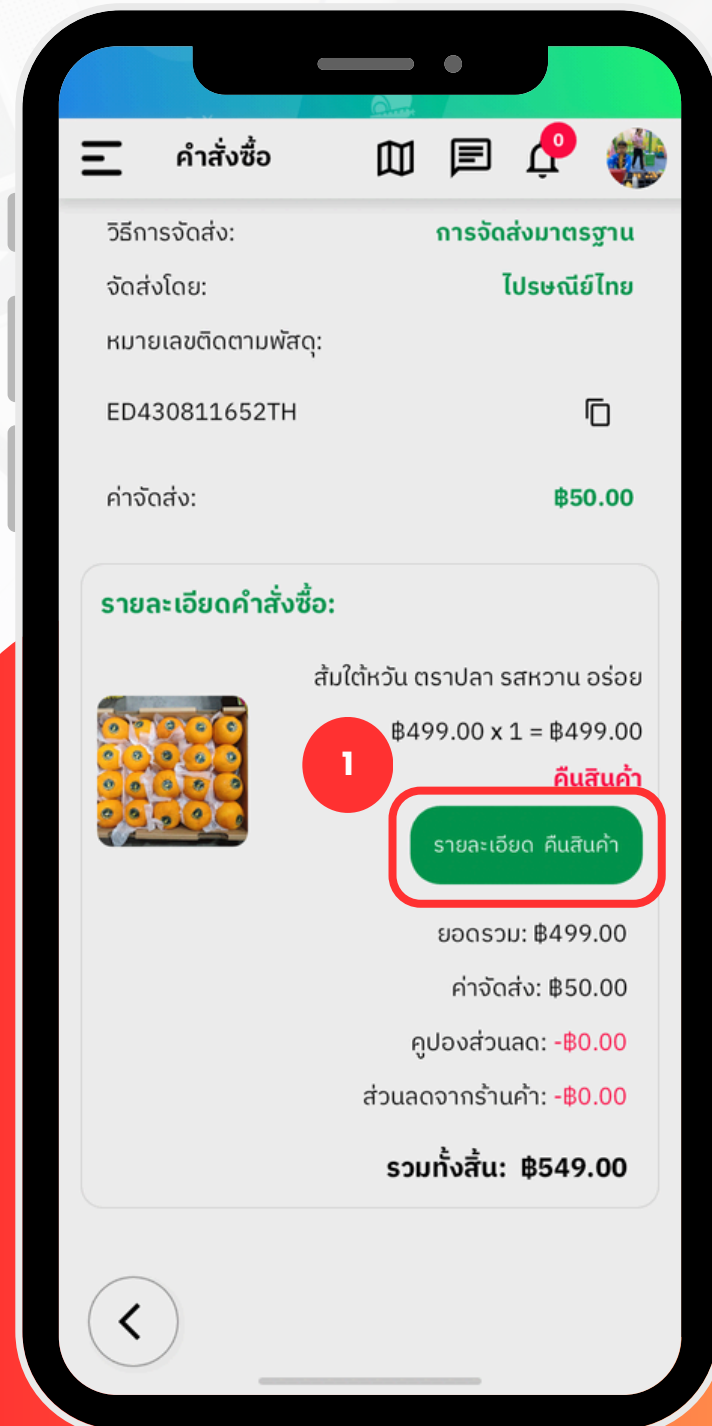 คำสั่งซื้อ
0
วิธีการจัดส่ง: การจัดส่งมาตรฐาน
จัดส่งโดย: ไปรษณีย์ไทย
หมายเลขติดตามพัสดุ:
ED430811652TH
ค่าจัดส่ง: ฿50.00
รายละเอียดคำสั่งซื้อ:
ส้มใต้หวัน ตราปลา รสหวาน อร่อย
฿499.00 x 1 = ฿499.00
1
คืนสินค้า
รายละเอียด คืนสินค้า
ยอดรวม: ฿499.00
ค่าจัดส่ง: ฿50.00
คูปองส่วนลด: -฿0.00
ส่วนลดจากร้านค้า: -฿0.00
รวมทั้งสิ้น: ฿549.00